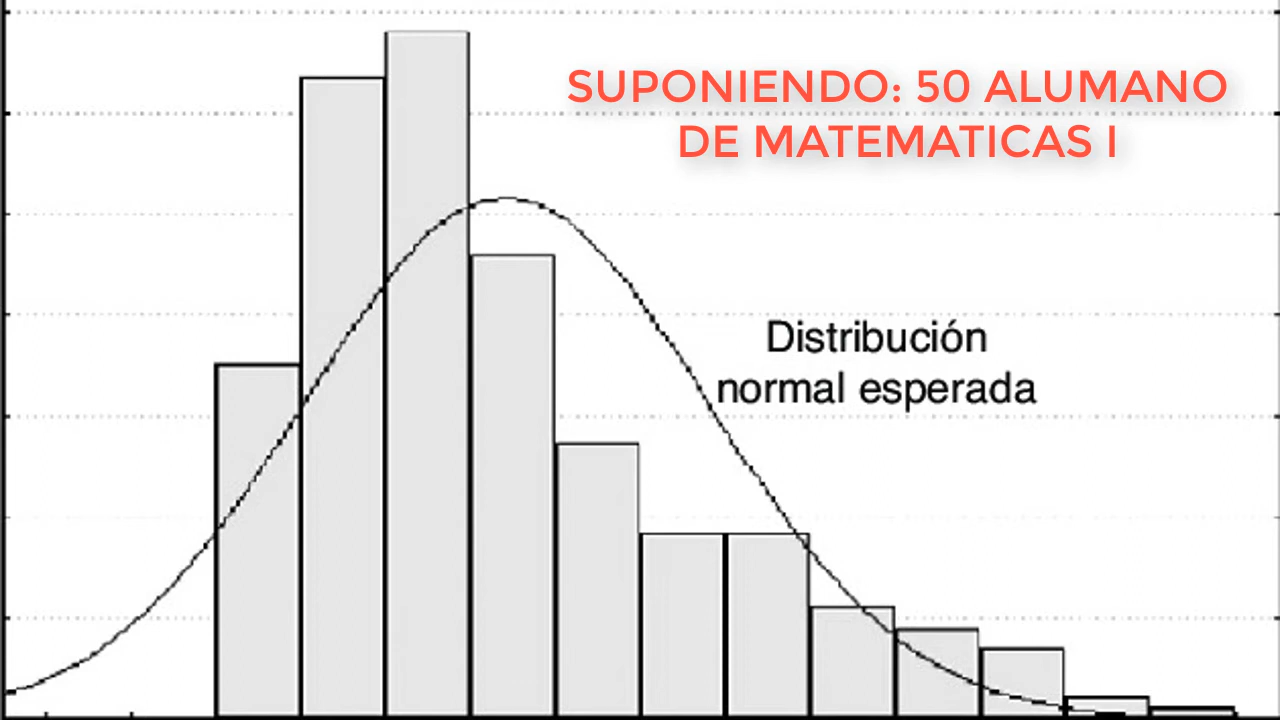 SUPONIENDO: 50 ALUMANO
DE MATEMATICAS I
Distribución
normal esperada